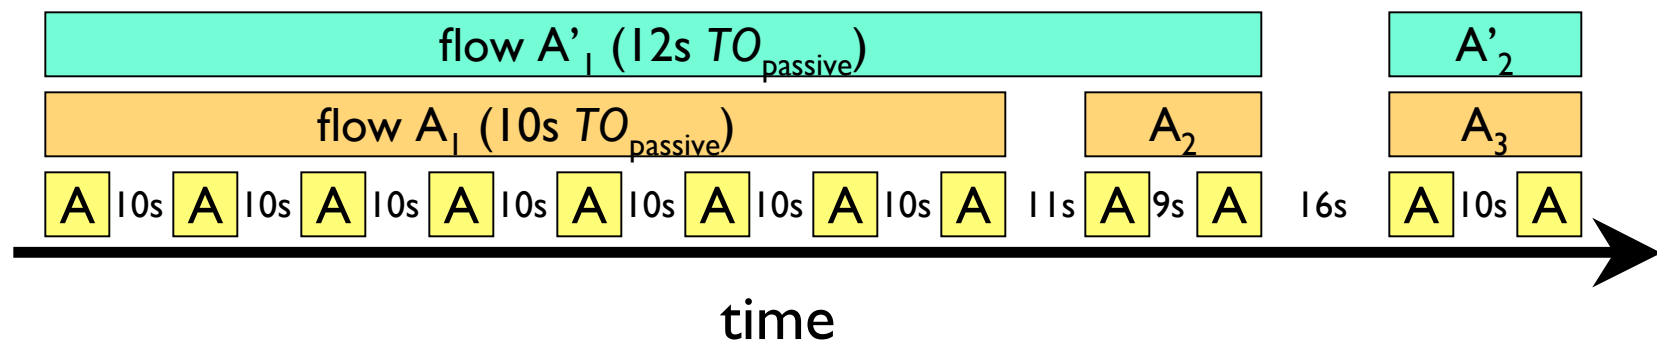 flow A’1 (12s TOpassive) A’2
flow A1 (10s TOpassive) A2 A3
A 10s A 10s A 10s A 10s A 10s A 10s A 10s A 11s A 9s A 16s A 10s A
time